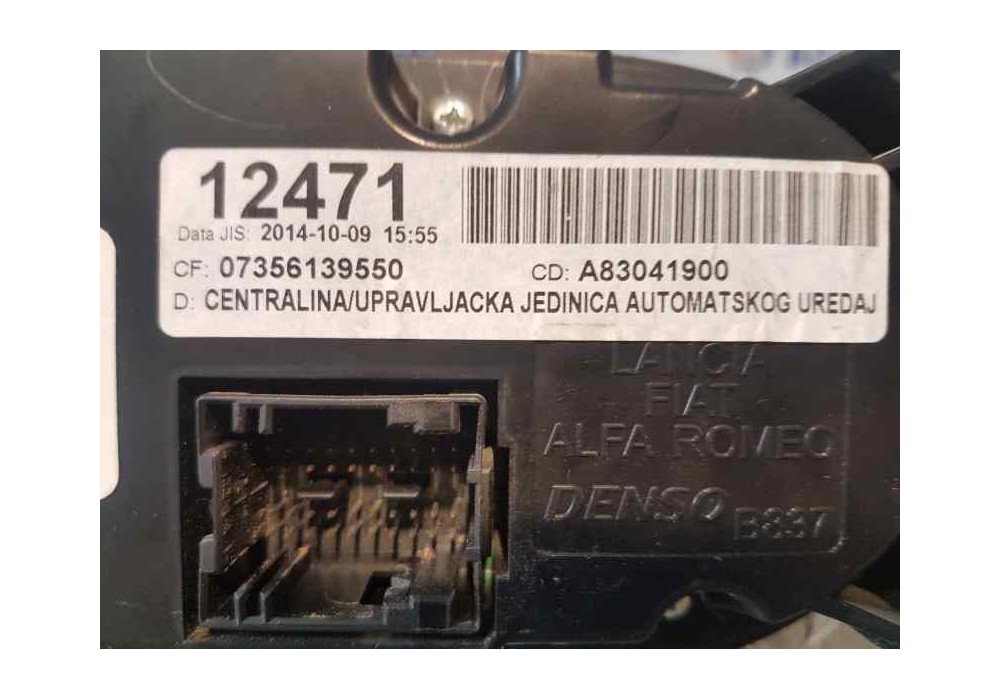 12471
Data JIS: 2014-10-09 15:55
CF: 07356139550 CD: A83041900
D: CENTRALINA/UPRAVLJACKA JEDINICA AUTOMATSKOG UREDAJ
LANCIA
FIAT
ALFA ROMEO
DENSO B337